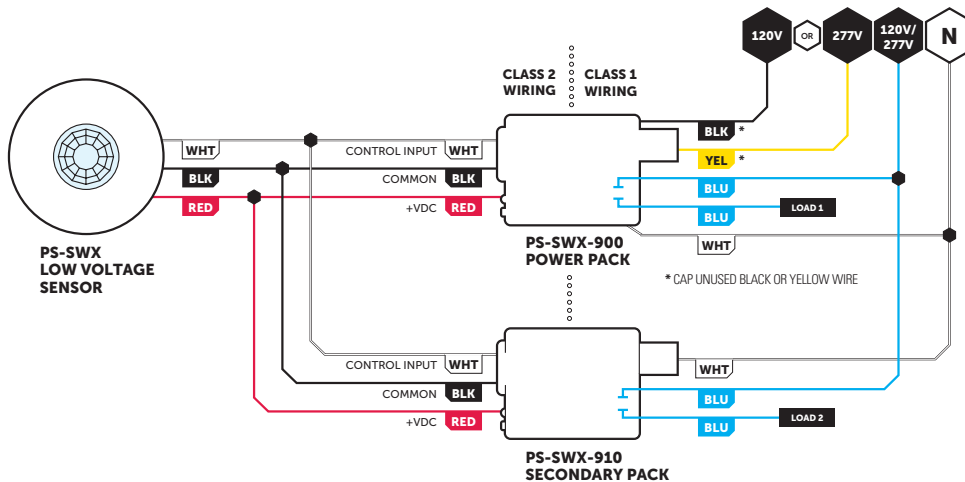 120V
OR
277V
120V/
277V
N
CLASS 2
WIRING
CLASS 1
WIRING
WHT
CONTROL INPUT WHT
BLK *
YEL *
BLK
COMMON BLK
BLU
RED
+VDC RED
LOAD 1
BLU
PS-SWX
LOW VOLTAGE
SENSOR
PS-SWX-900
POWER PACK
WHT
* CAP UNUSED BLACK OR YELLOW WIRE
CONTROL INPUT WHT
WHT
COMMON BLK
BLU
+VDC RED
LOAD 2
BLU
PS-SWX-910
SECONDARY PACK